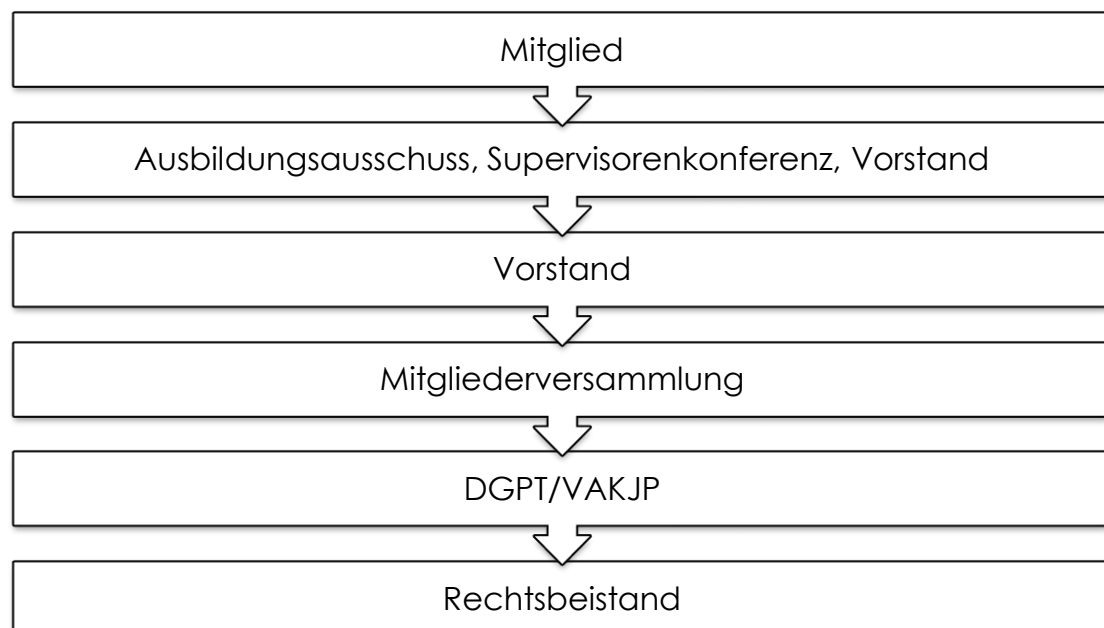 Mitglied
Ausbildungsausschuss, Supervisorenkonferenz, Vorstand
Vorstand
Mitgliederversammlung
DGPT/VAKJP
Rechtsbeistand